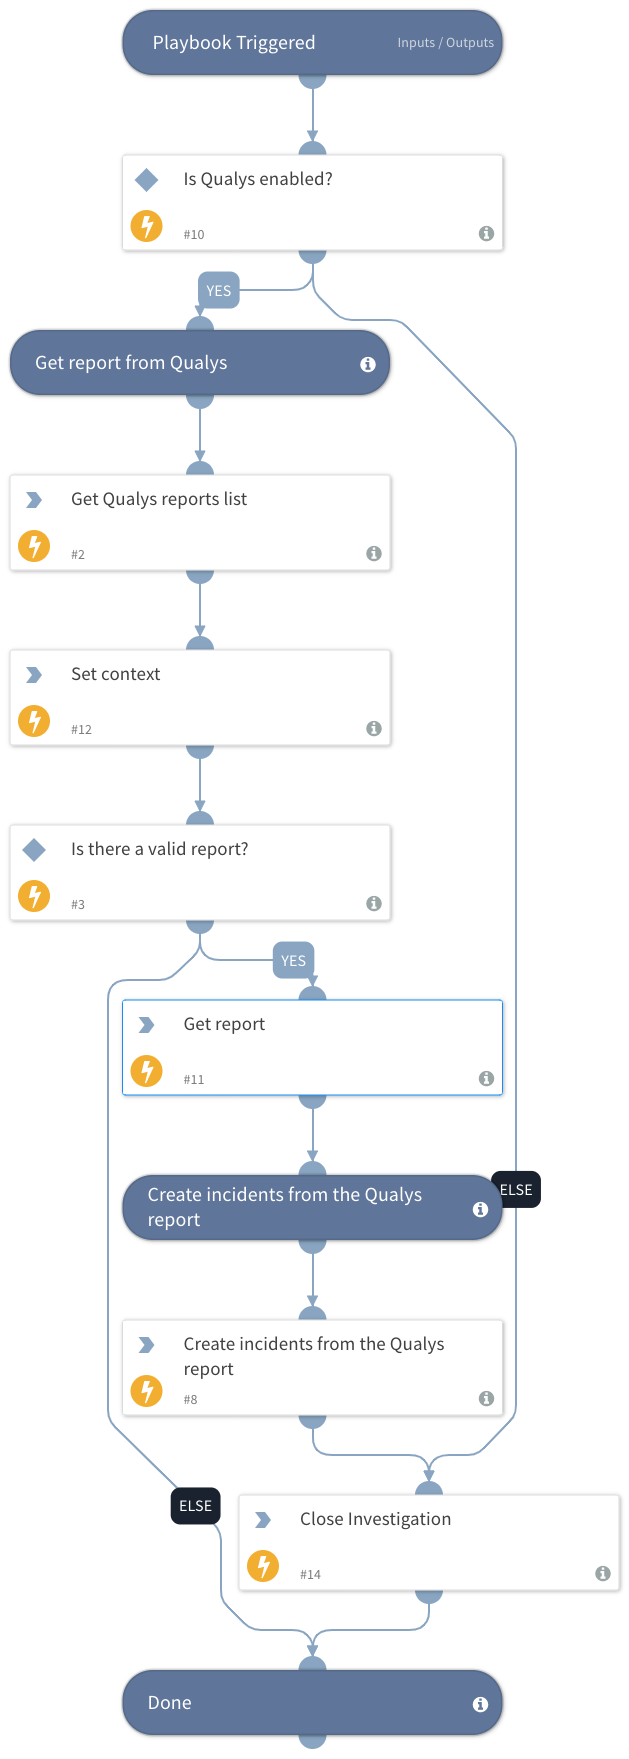 Playbook Triggered
Inputs / Outputs
Is Qualys enabled?
#10
YES
Get report from Qualys
Get Qualys reports list
#2
Set context
#12
Is there a valid report?
#3
YES
Get report
#11
Create incidents from the Qualys
report
ELSE
Create incidents from the Qualys
report
#8
ELSE
Close Investigation
#14
Done